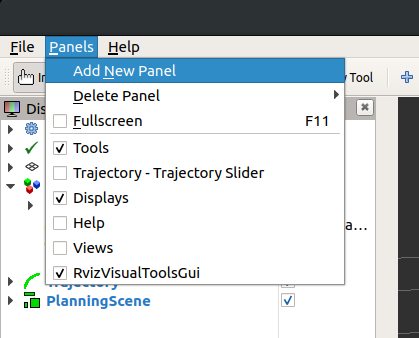 File Panels Help
In Tool
Add New Panel
Delete Panel
Fullscreen F11
Tools
Trajectory - Trajectory Slider
Displays
Help
Views
RvizVisualToolsGui
Trajectory
PlanningScene